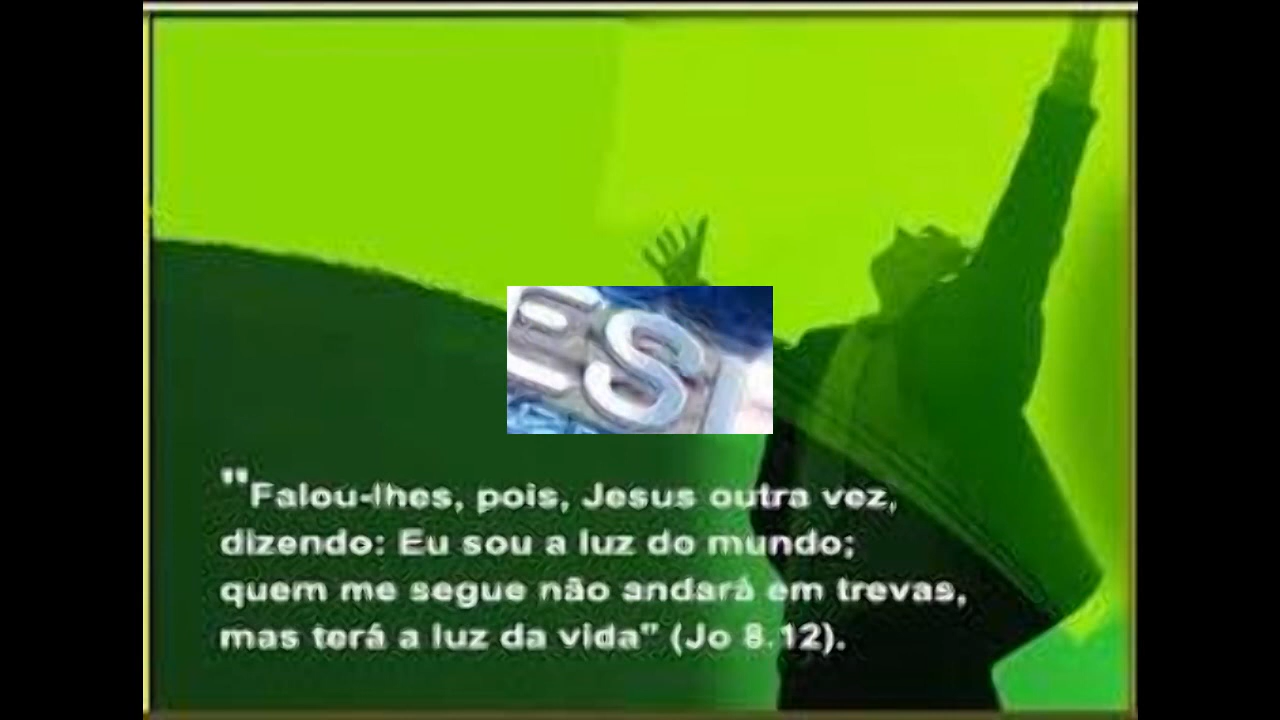 "Falou-lhes, pois, Jesus outra vez,
dizendo: Eu sou a luz do mundo;
quem me segue não andará em trevas,
mas terá a luz da vida" (Jo 8.12).